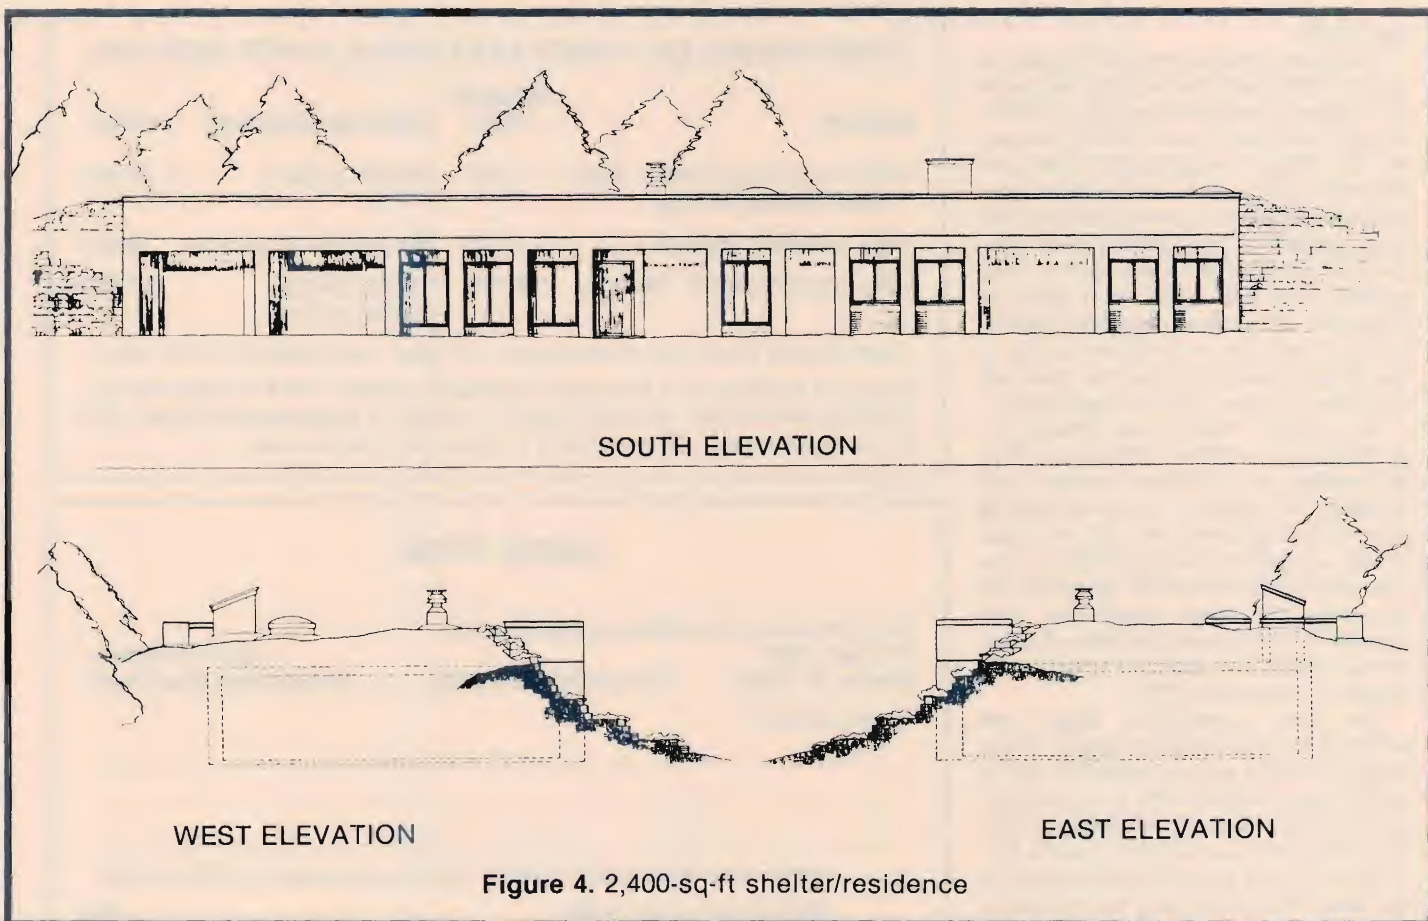 SOUTH ELEVATION
WEST ELEVATION
EAST ELEVATION
Figure 4. 2,400-sq-ft shelter/residence